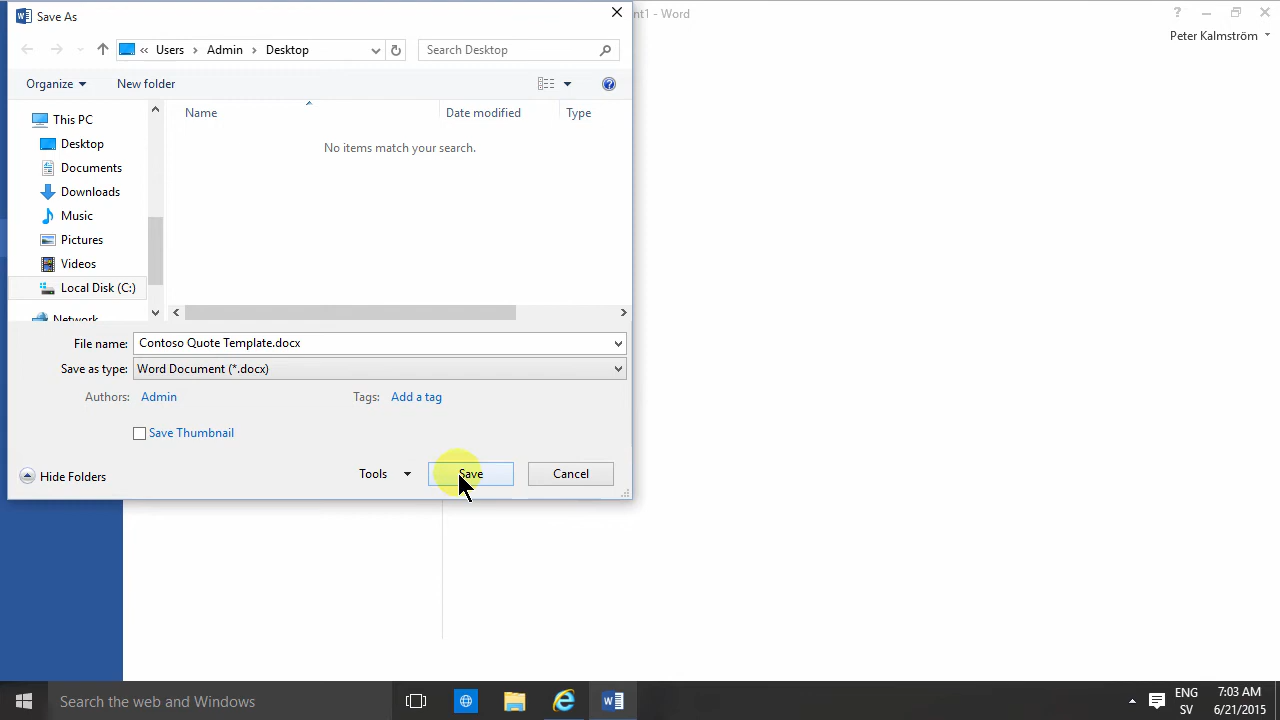 Save As
nt1 - Word
Peter Kalmström
« Users > Admin > Desktop
Search Desktop
Organize
New folder
Name
Date modified
Type
This PC
No items match your search.
Desktop
Documents
Downloads
Music
Pictures
Videos
Local Disk (C:)
Network
File name: Contoso Quote Template.docx
Save as type: Word Document (*.docx)
Authors: Admin
Tags: Add a tag
Save Thumbnail
Hide Folders
Tools
Save
Cancel
Search the web and Windows
ENG
SV
7:03 AM
6/21/2015